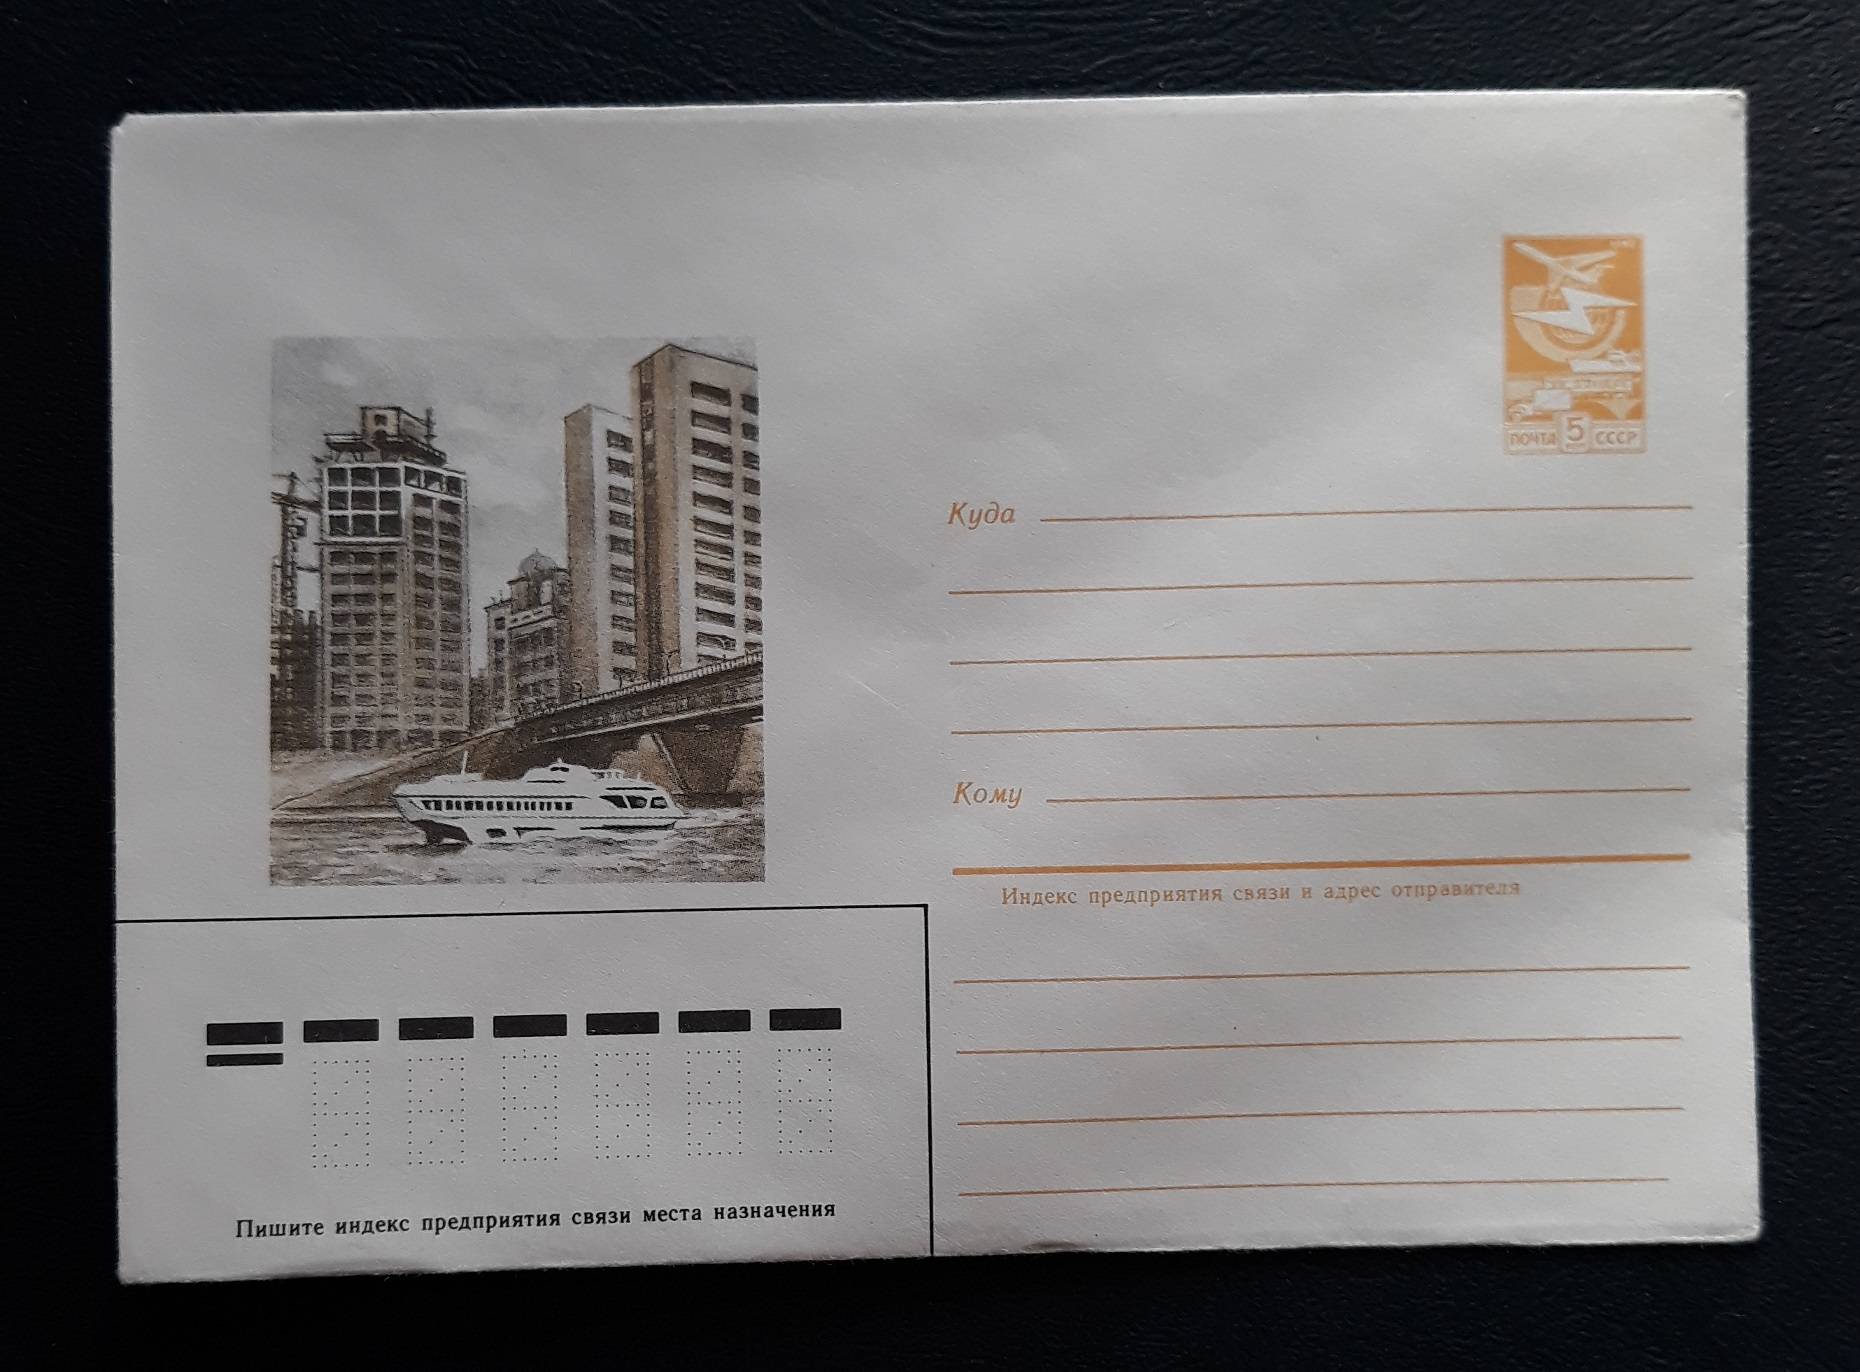 ПОЧТА 5 СССР
Куда
Кому
Индекс предприятия связи и адрес отправителя
Пишите индекс предприятия связи места назначения